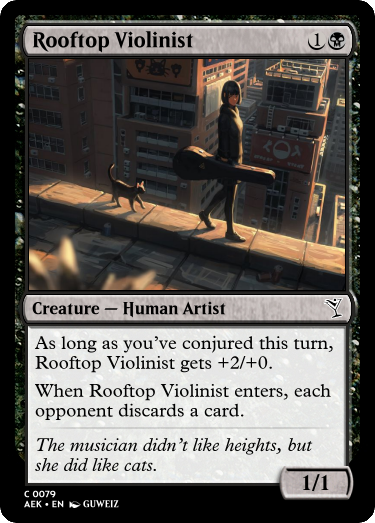 Rooftop Violinist 1
Creature — Human Artist
As long as you've conjured this turn,
Rooftop Violinist gets +2/+0.
When Rooftop Violinist enters, each
opponent discards a card.
The musician didn't like heights, but
she did like cats.
1/1
C 0079
AEK • EN GUWEIZ